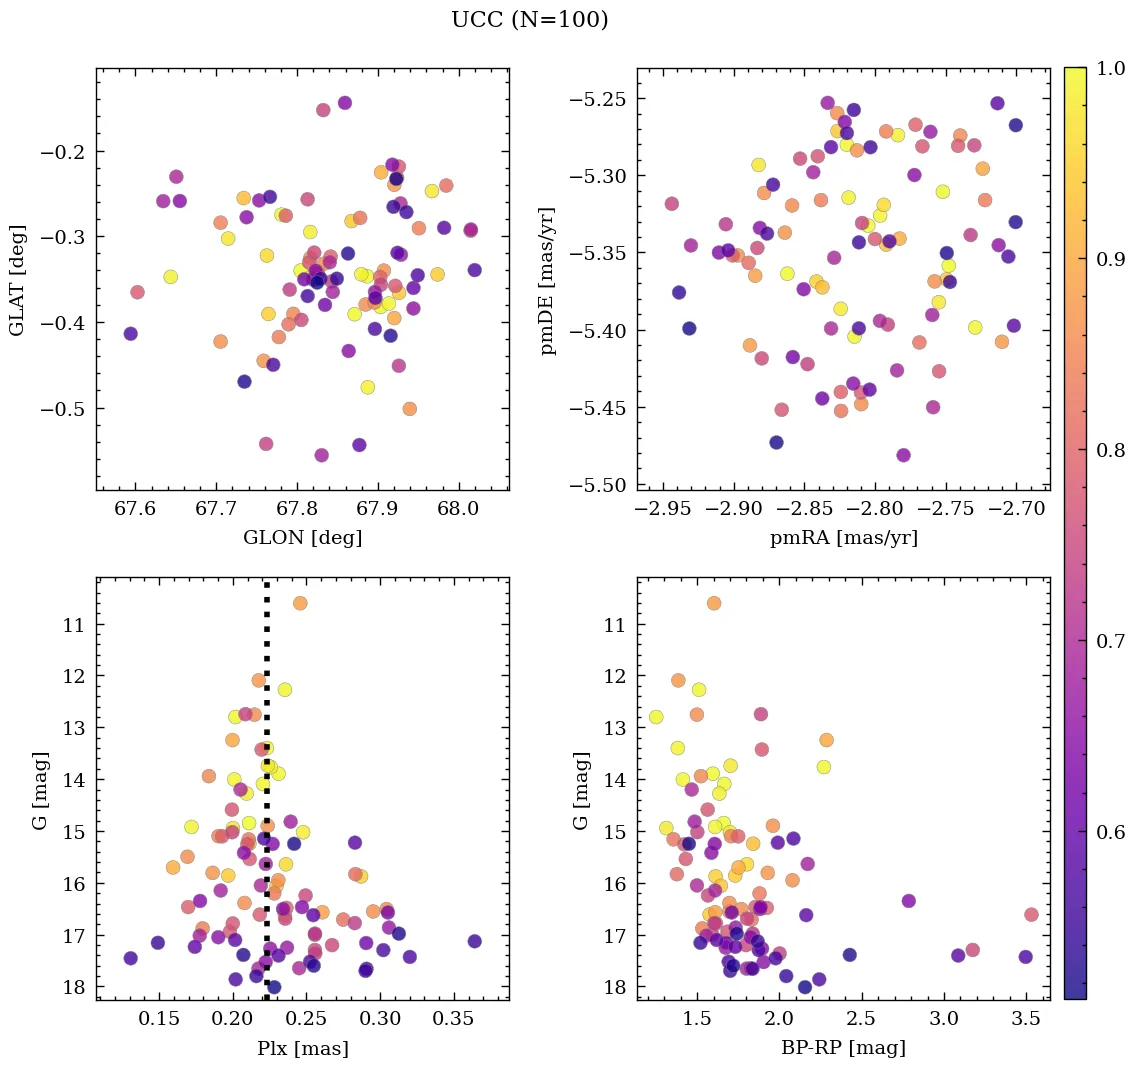 UCC (N=100)
−0.2
−0.3
−0.4
−0.5
GLAT [deg]
67.6 67.7 67.8 67.9 68.0
GLON [deg]
−5.25
−5.30
−5.35
−5.40
−5.45
−5.50
pmDE [mas/yr]
−2.95 −2.90 −2.85 −2.80 −2.75 −2.70
pmRA [mas/yr]
1.0
0.9
0.8
0.7
0.6
11
12
13
14
15
16
17
18
G [mag]
0.15 0.20 0.25 0.30 0.35
Plx [mas]
11
12
13
14
15
16
17
18
G [mag]
1.5 2.0 2.5 3.0 3.5
BP-RP [mag]